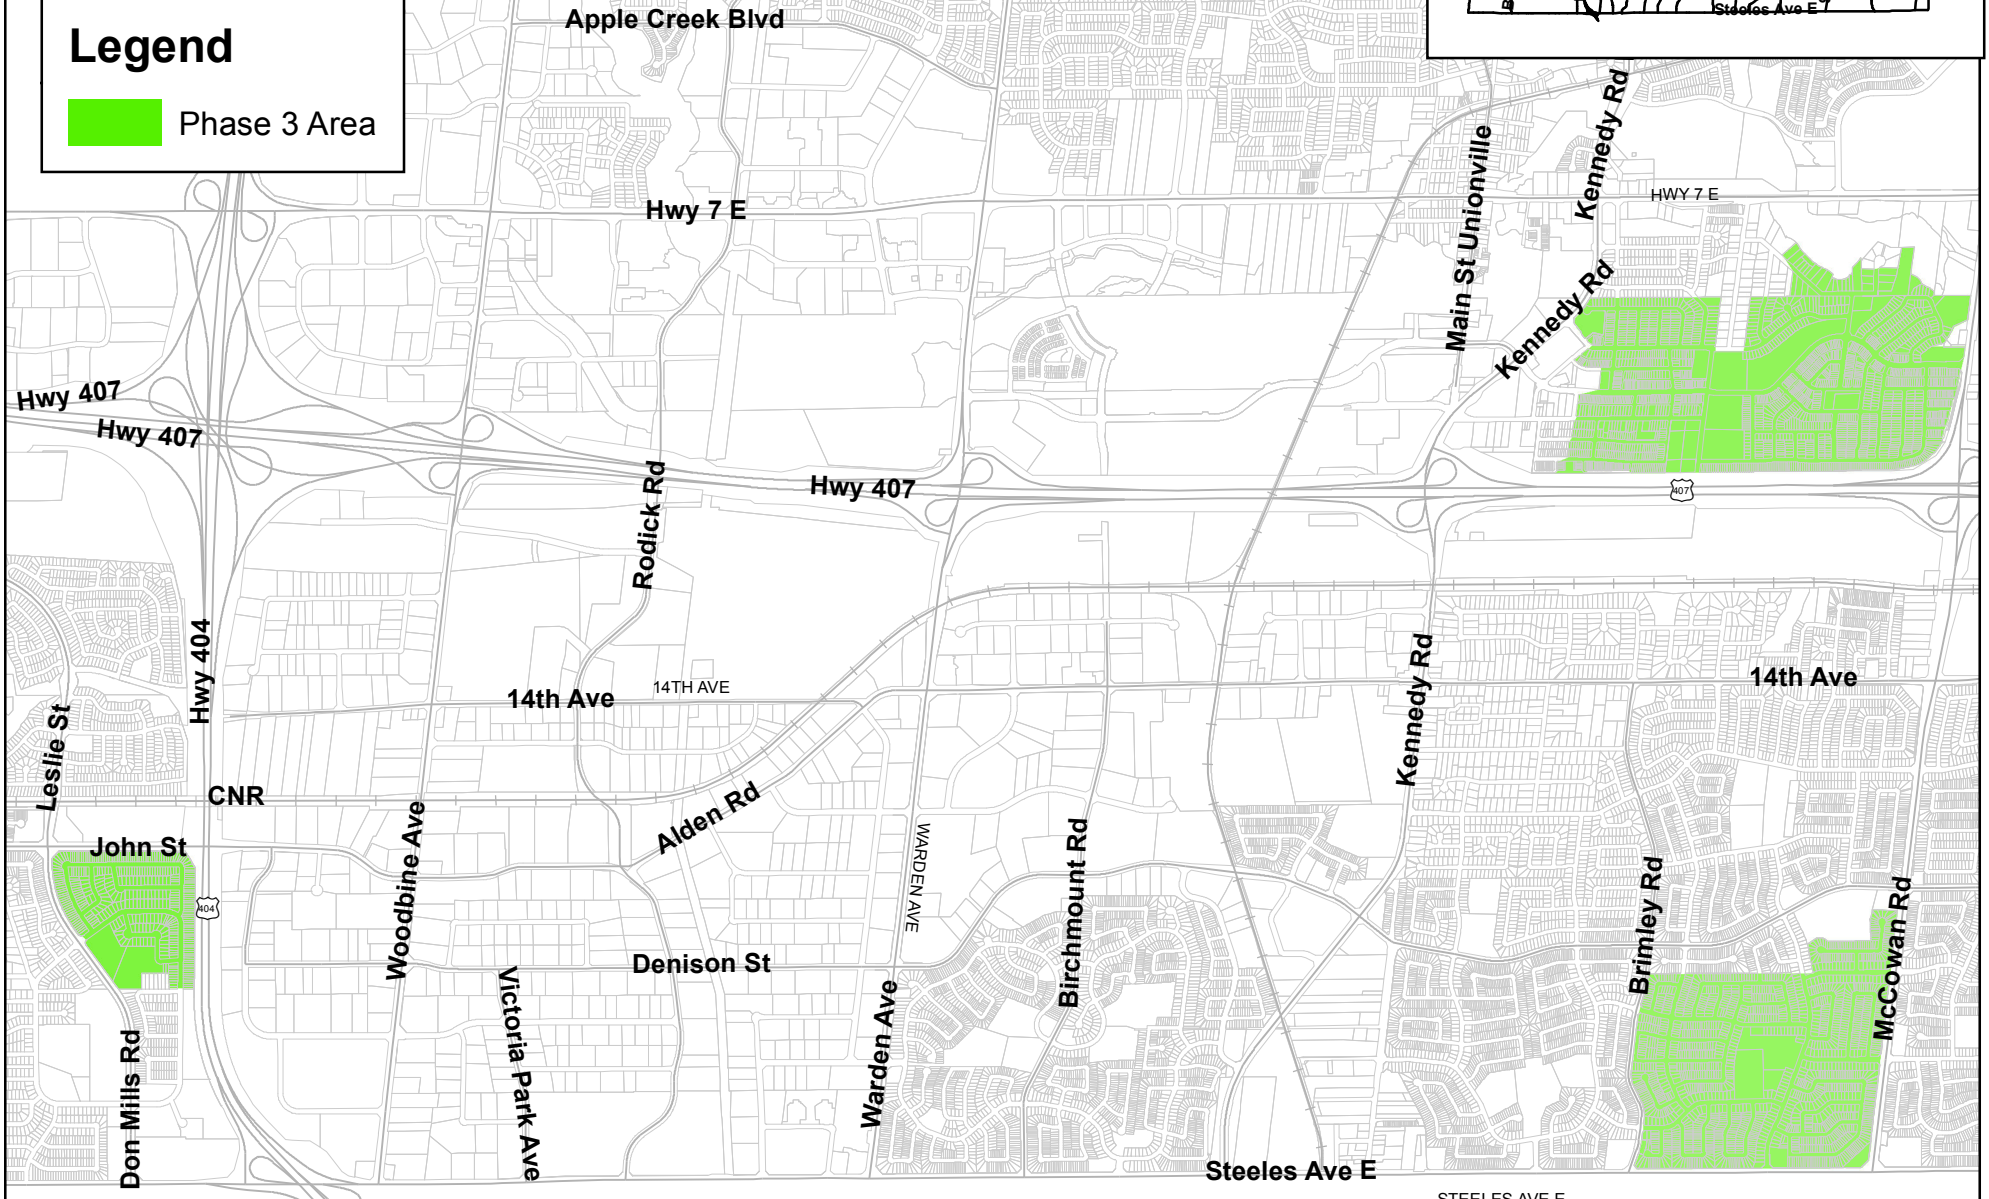 Steeles Ave E
Apple Creek Blvd
Legend
Phase 3 Area
Kennedy Rd
Main St Unionville
HWY 7 E
Hwy 7 E
Kennedy Rd
Hwy 407
Hwy 407
Hwy 407
407
Rodick Rd
Hwy 404
Kennedy Rd
14th Ave
14TH AVE
14th Ave
Leslie St
CNR
Alden Rd
John St
Woodbine Ave
WARDEN AVE
Birchmount Rd
Brimley Rd
McCowan Rd
404
Denison St
Victoria Park Ave
Warden Ave
Don Mills Rd
Steeles Ave E
STEELES AVE E